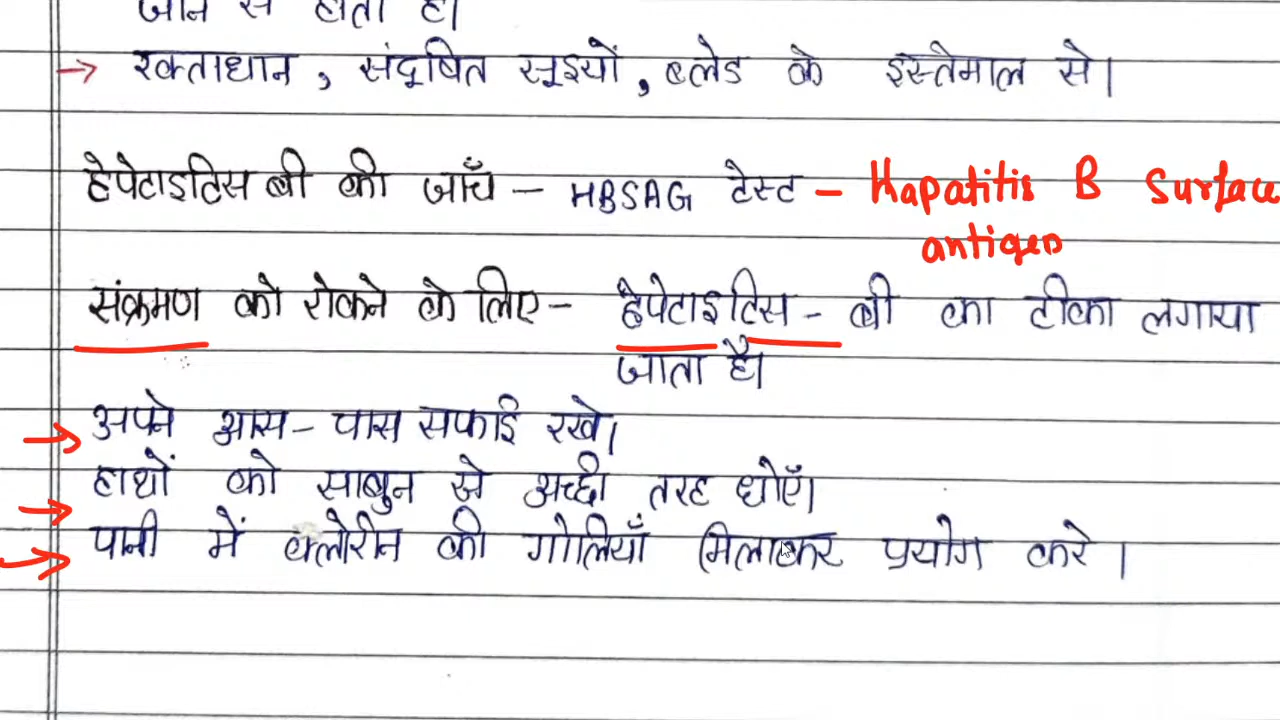 जाने से होता है।
→ रक्ताधान, संदूषित सूइयों, ब्लेड के इस्तेमाल से।
हेपेटाइटिस बी की जाँच - HBSAG टेस्ट - Hapatitis B Surface
antigen
संक्रमण को रोकने के लिए - हेपेटाइटिस - बी का टीका लगाया
जाता है।
→ अपने आस-पास सफाई रखे।
→ हाथों को साबुन से अच्छी तरह धोएँ।
→ पानी में क्लोरीन की गोलियाँ मिलाकर प्रयोग करे।